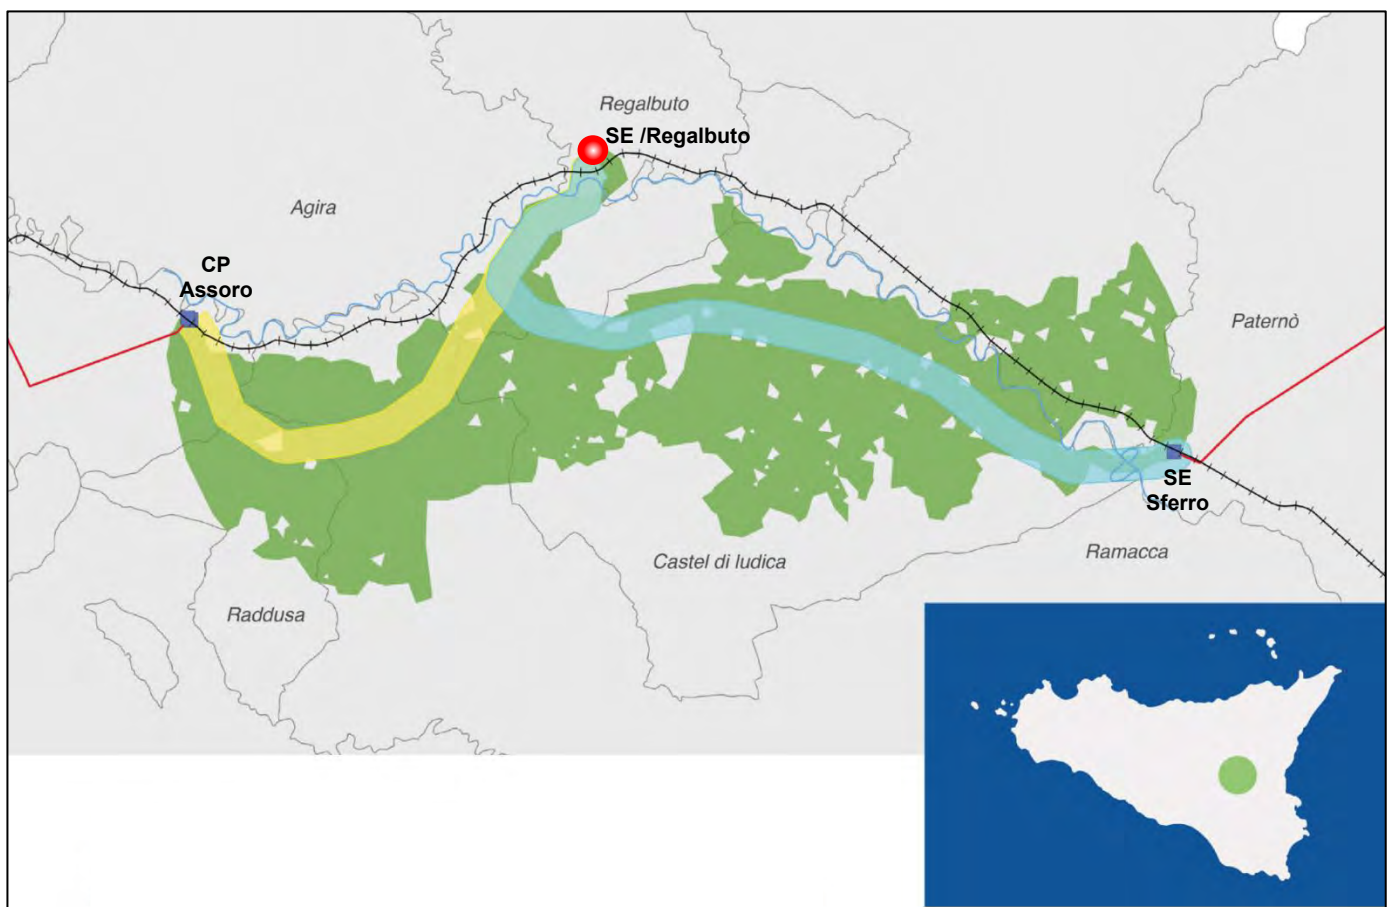 Regalbuto
SE /Regalbuto
Agira
CP
Assoro
Paternò
SE
Sferro
Castel di Iudica
Ramacca
Raddusa